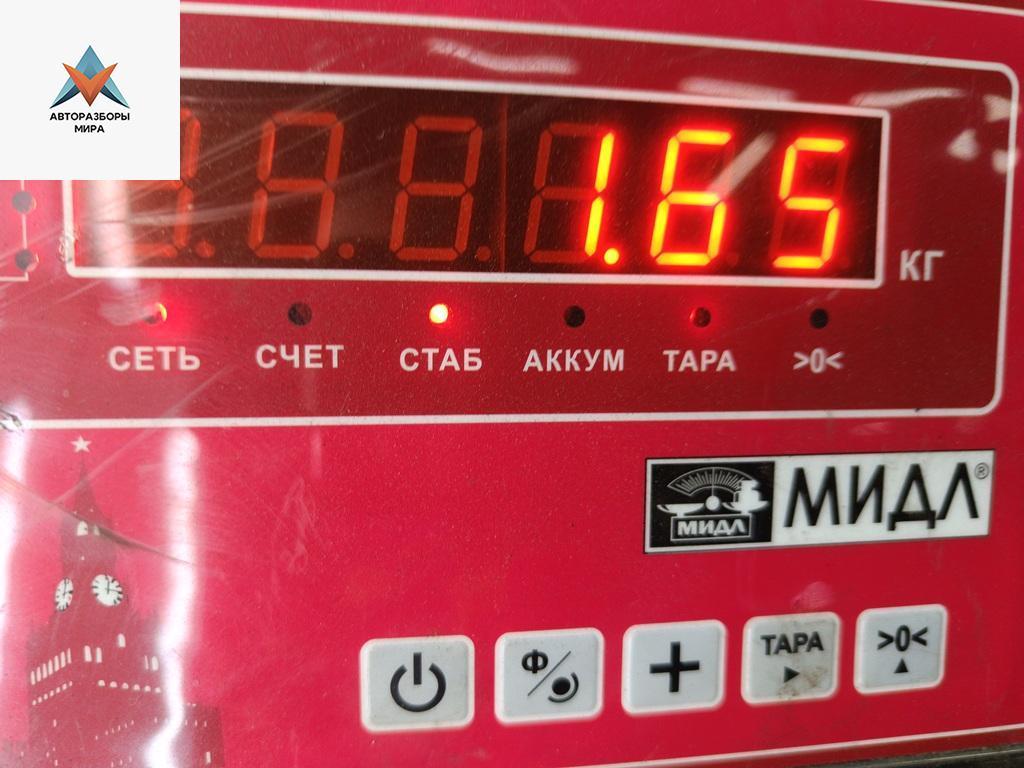 АВТОРАЗБОРЫ
МИРА
1.65
КГ
СЕТЬ СЧЕТ СТАБ АККУМ ТАРА >0<
МИДЛ МИДЛ®
Ф
+ ТАРА >0<